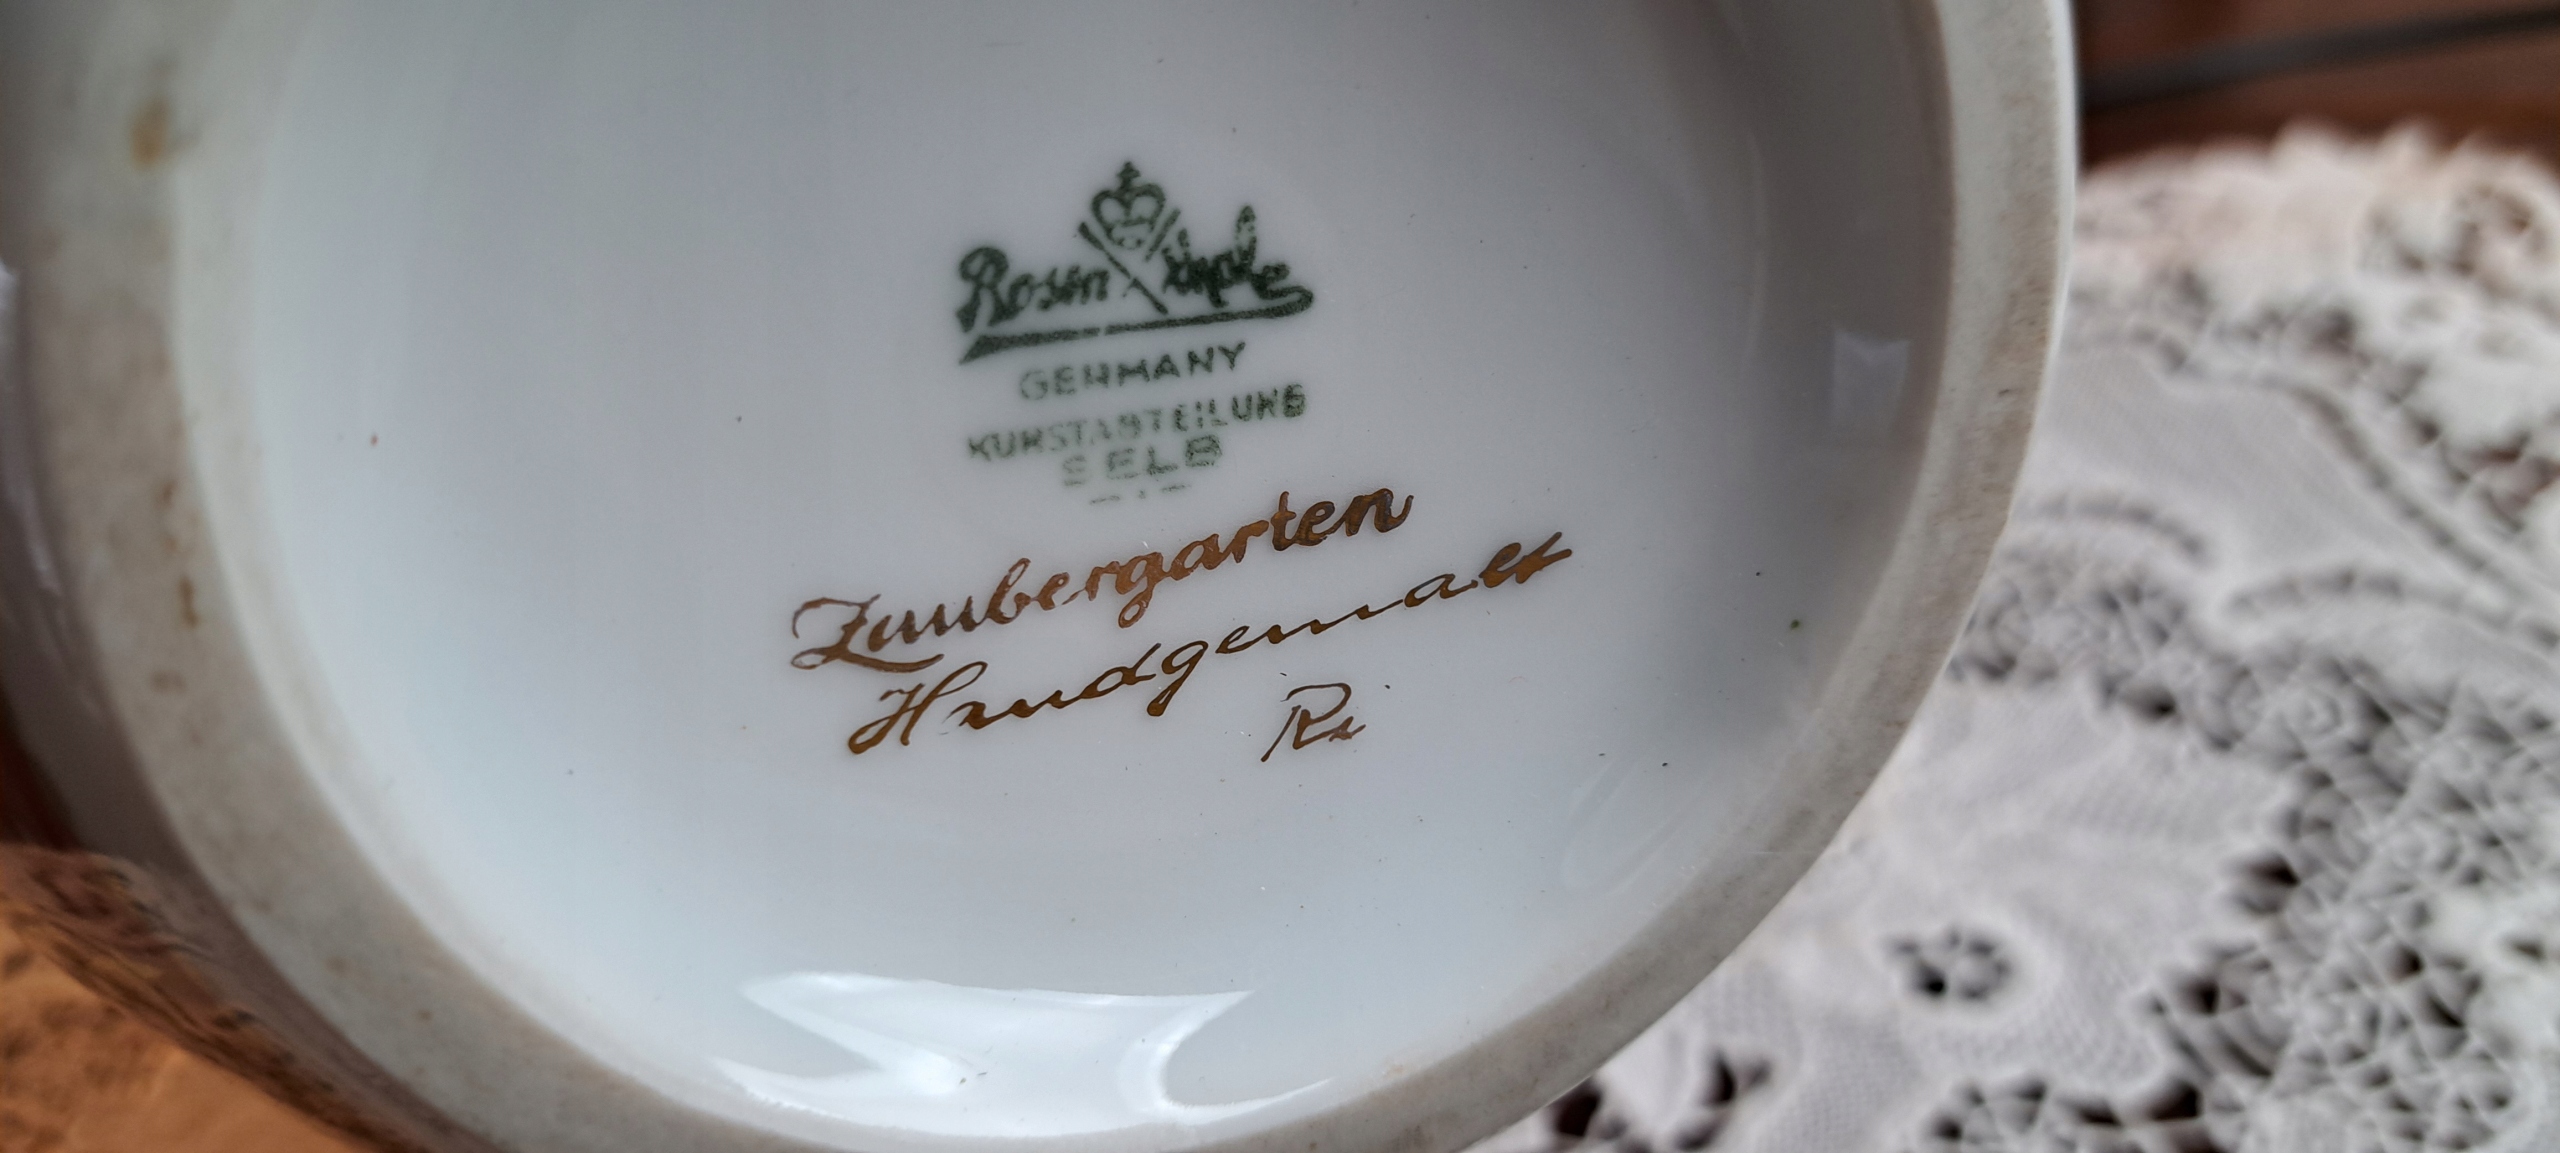 Rosenthal
GERMANY
KUNSTABTEILUNG
SELB
Zaubergarten
Handgemalt